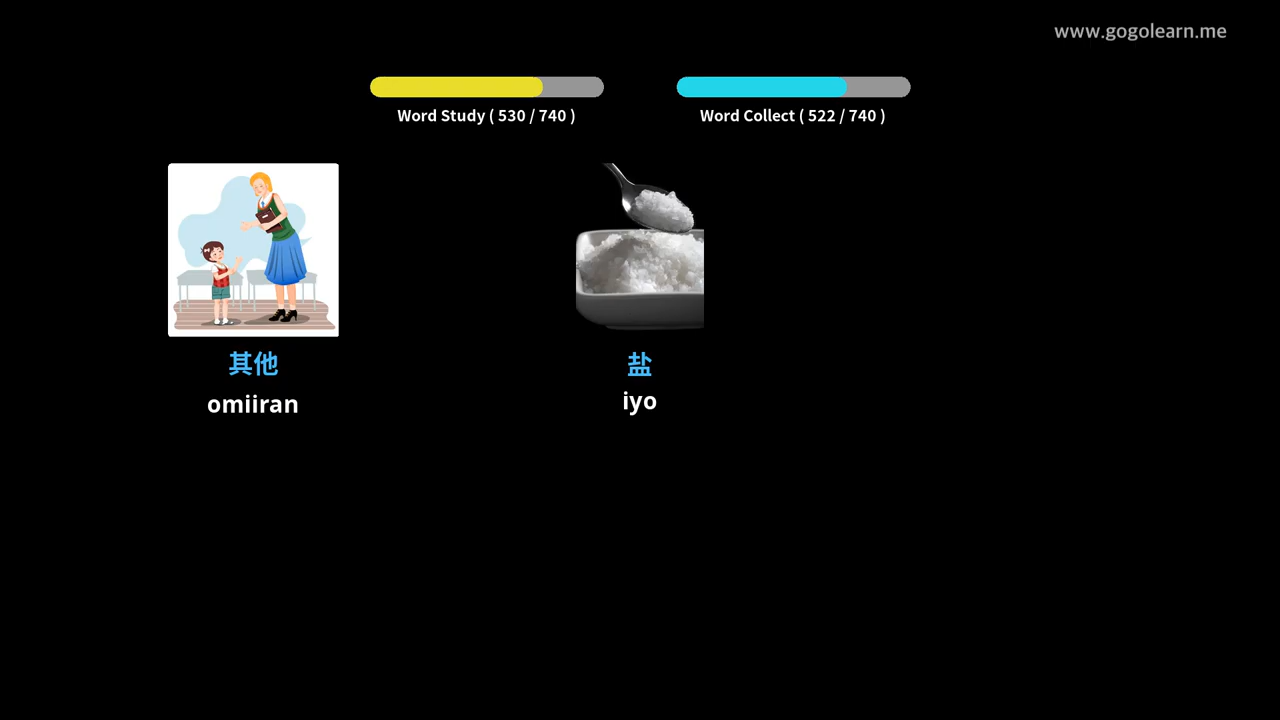 www.gogolearn.me
Word Study ( 530 / 740 )
Word Collect ( 522 / 740 )
其他
omiiran
盐
iyo